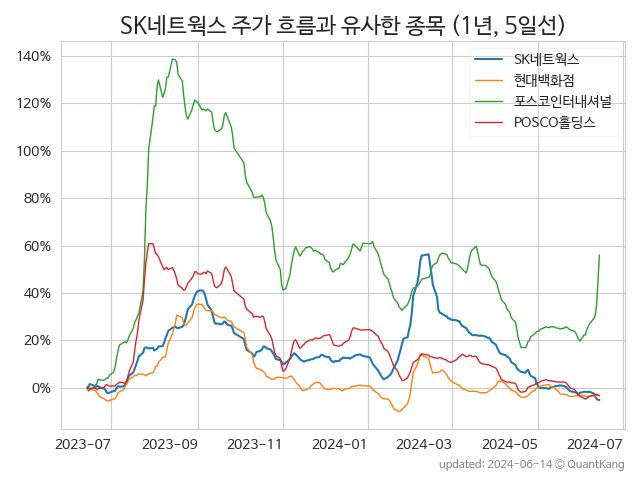 SK네트웍스 주가 흐름과 유사한 종목 (1년, 5일선)
SK네트웍스
현대백화점
포스코인터내셔널
POSCO홀딩스
140%
120%
100%
80%
60%
40%
20%
0%
2023-07 2023-09 2023-11 2024-01 2024-03 2024-05 2024-07
updated: 2024-06-14 © QuantKang